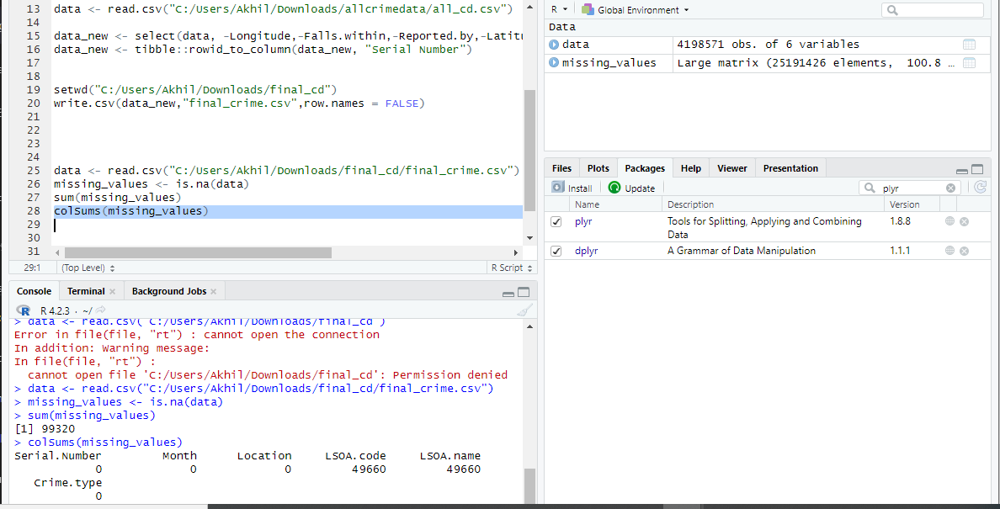 13 data <- read.csv("C:/Users/Akhil/Downloads/allcrimedata/all_cd.csv")
14
15 data_new <- select(data, -Longitude,-Falls.within,-Reported.by,-Latitu
16 data_new <- tibble::rowid_to_column(data_new, "Serial Number")
17
18
19 setwd("C:/Users/Akhil/Downloads/final_cd")
20 write.csv(data_new,"final_crime.csv",row.names = FALSE)
21
22
23
24
25 data <- read.csv("C:/Users/Akhil/Downloads/final_cd/final_crime.csv")
26 missing_values <- is.na(data)
27 sum(missing_values)
28 colSums(missing_values)
29
30
31
29:1 (Top Level) R Script
Console Terminal Background Jobs
R 4.2.3 · ~/
> data <- read.csv("C:/Users/Akhil/Downloads/final_cd")
Error in file(file, "rt") : cannot open the connection
In addition: Warning message:
In file(file, "rt") :
cannot open file 'C:/Users/Akhil/Downloads/final_cd': Permission denied
> data <- read.csv("C:/Users/Akhil/Downloads/final_cd/final_crime.csv")
> missing_values <- is.na(data)
> sum(missing_values)
[1] 99320
> colSums(missing_values)
Serial.Number Month Location LSOA.code LSOA.name
0 0 0 49660 49660
Crime.type
0
R Global Environment
Data
data 4198571 obs. of 6 variables
missing_values Large matrix (25191426 elements, 100.8 …
Files Plots Packages Help Viewer Presentation
Install Update plyr
Name Description Version
plyr Tools for Splitting, Applying and Combining Data 1.8.8
dplyr A Grammar of Data Manipulation 1.1.1